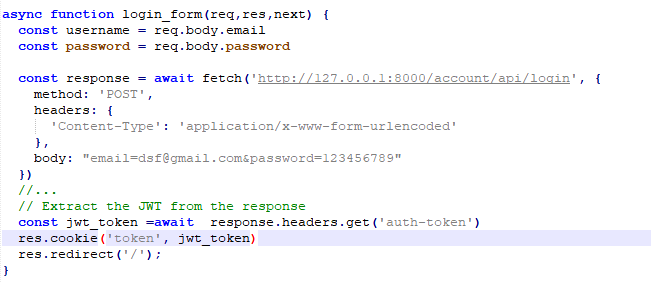 async function login_form(req,res,next) {
const username = req.body.email
const password = req.body.password
const response = await fetch('http://127.0.0.1:8000/account/api/login', {
method: 'POST',
headers: {
'Content-Type': 'application/x-www-form-urlencoded'
},
body: "email=dsf@gmail.com&password=123456789"
})
//...
// Extract the JWT from the response
const jwt_token =await  response.headers.get('auth-token')
res.cookie('token', jwt_token)
res.redirect('/');
}